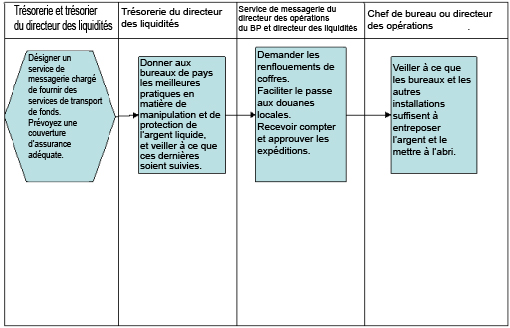 Trésorerie et trésorier
du directeur des liquidités
Trésorerie du directeur
des liquidités
Service de messagerie du
directeur des opérations
du BP et directeur des liquidités
Chef de bureau ou directeur
des opérations
Désigner un
service de
messagerie chargé
de fournir des
services de transport
de fonds.
Prévoyez une
couverture
d'assurance
adéquate.
Donner aux
bureaux de pays
les meilleures
pratiques en
matière de
manipulation et de
protection de
l'argent liquide,
et veiller à ce que
ces dernières
soient suivies.
Demander les
renflouements de
coffres.
Faciliter le passe
aux douanes
locales.
Recevoir compter
et approuver les
expéditions.
Veiller à ce que
les bureaux et les
autres
installations
suffisent à
entreposer
l'argent et le
mettre à l'abri.